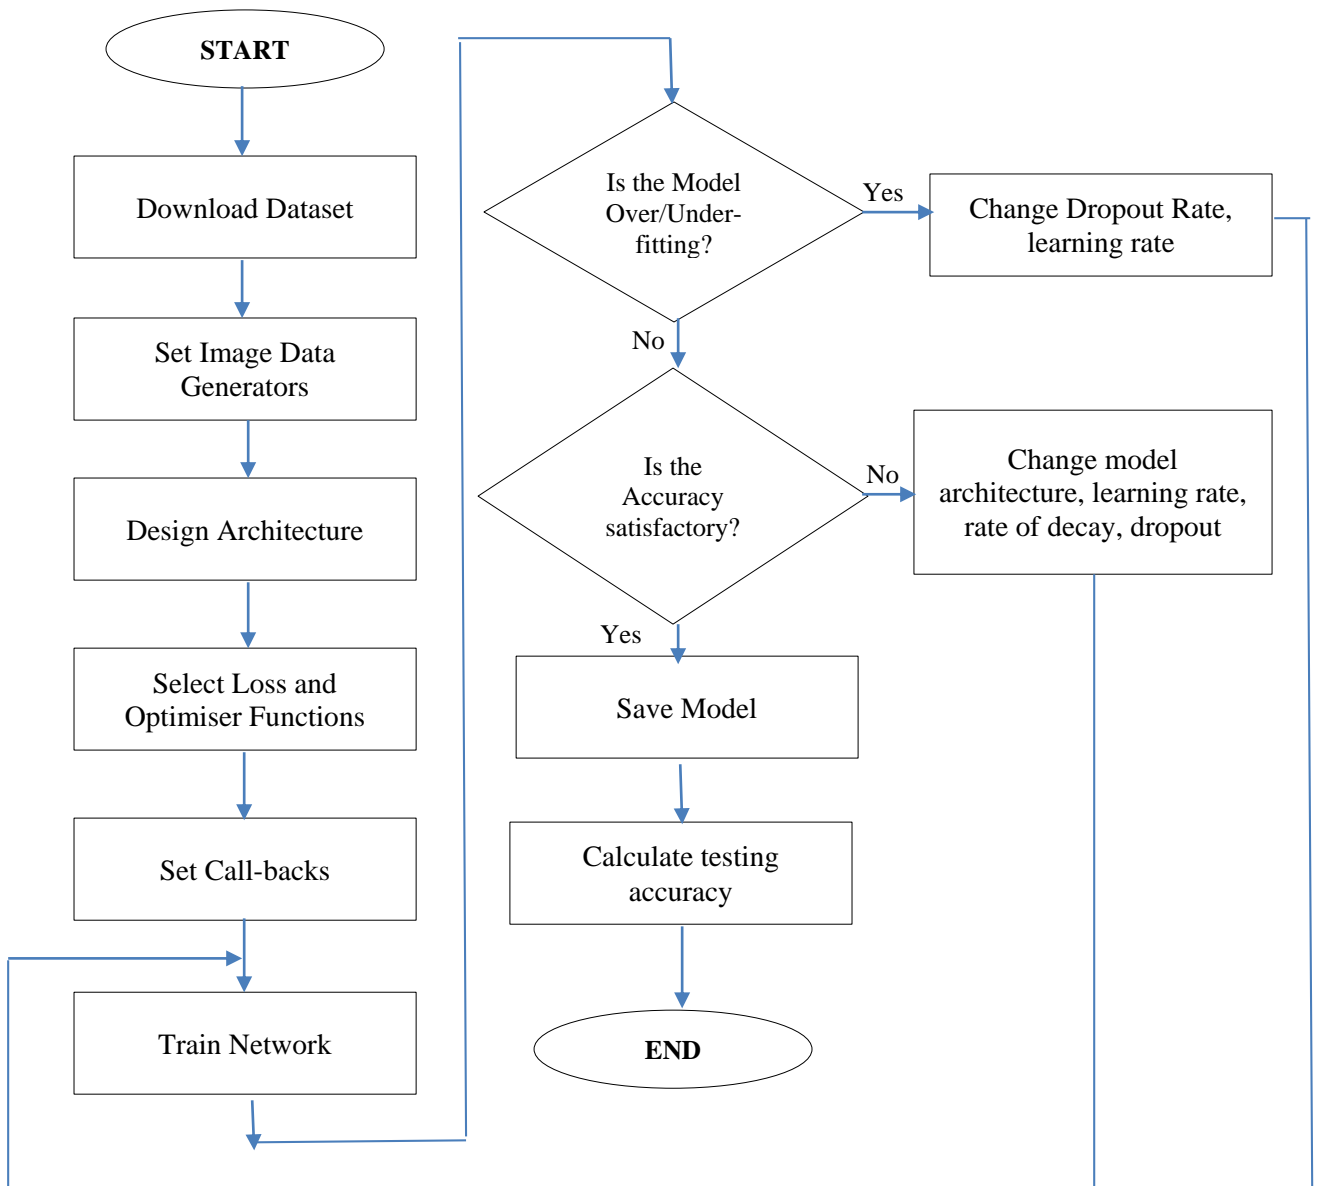 START
Download Dataset
Set Image Data
Generators
Design Architecture
Select Loss and
Optimiser Functions
Set Call-backs
Train Network
Is the Model
Over/Under-
fitting?
Yes
Change Dropout Rate,
learning rate
No
Is the
Accuracy
satisfactory?
No
Change model
architecture, learning rate,
rate of decay, dropout
Yes
Save Model
Calculate testing
accuracy
END